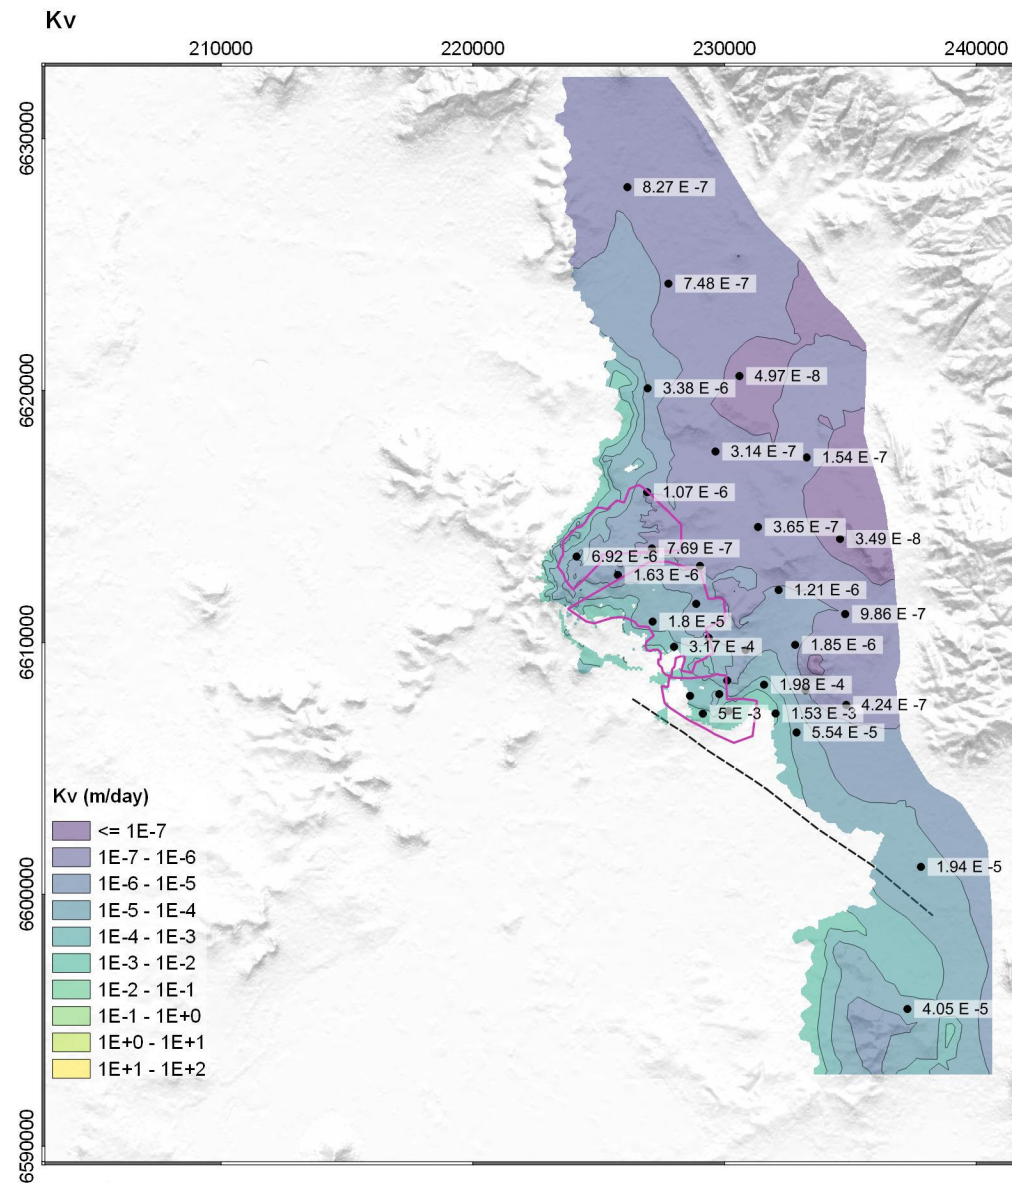 Kv
210000 220000 230000 240000
6630000
6620000
6610000
6600000
6590000
8.27 E -7
7.48 E -7
4.97 E -8
3.38 E -6
3.14 E -7
1.54 E -7
1.07 E -6
3.65 E -7
3.49 E -8
7.69 E -7
6.92 E -6
1.63 E -6
1.21 E -6
9.86 E -7
1.8 E -5
3.17 E -4
1.85 E -6
1.98 E -4
4.24 E -7
5 E -3
1.53 E -3
5.54 E -5
1.94 E -5
4.05 E -5
Kv (m/day)
<= 1E-7
1E-7 - 1E-6
1E-6 - 1E-5
1E-5 - 1E-4
1E-4 - 1E-3
1E-3 - 1E-2
1E-2 - 1E-1
1E-1 - 1E+0
1E+0 - 1E+1
1E+1 - 1E+2